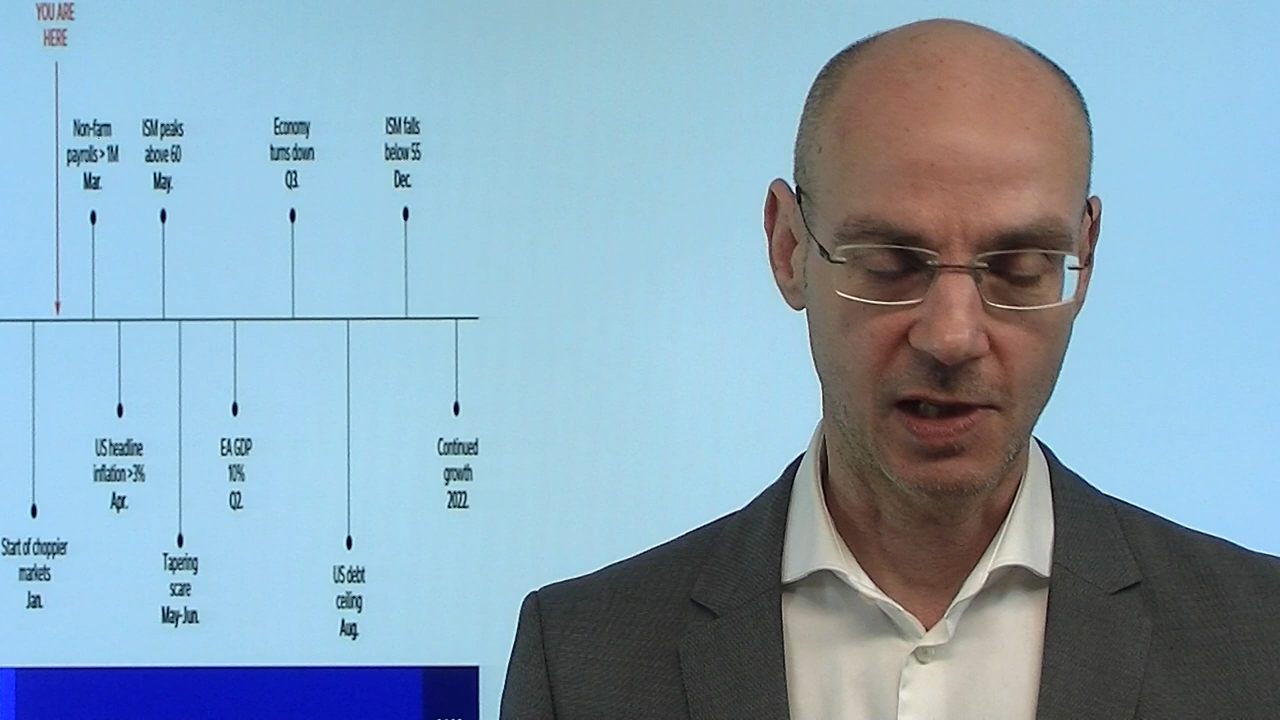 YOU ARE
HERE
Non-farm
payrolls > 1M
Mar.
ISM peaks
above 60
May.
Economy
turns down
Q3.
ISM falls
below 55
Dec.
US headline
inflation >3%
Apr.
EA GDP
10%
Q2.
Continued
growth
2022.
Start of choppier
markets
Jan.
Tapering
scare
May-Jun.
US debt
ceiling
Aug.